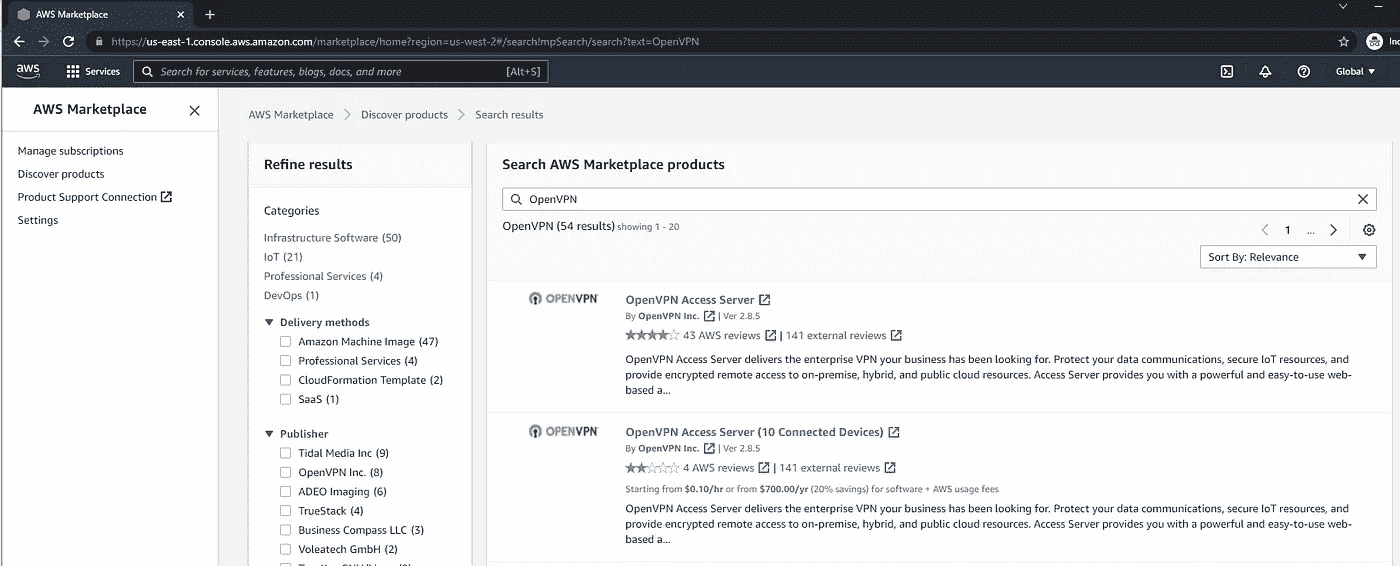 AWS Marketplace
https://us-east-1.console.aws.amazon.com/marketplace/home?region=us-west-2#/search!mpSearch/search?text=OpenVPN
aws
Services
Search for services, features, blogs, docs, and more
[Alt+S]
Global
AWS Marketplace
Manage subscriptions
Discover products
Product Support Connection
Settings
AWS Marketplace
Discover products
Search results
Refine results
Categories
Infrastructure Software (50)
IoT (21)
Professional Services (4)
DevOps (1)
Delivery methods
Amazon Machine Image (47)
Professional Services (4)
CloudFormation Template (2)
SaaS (1)
Publisher
Tidal Media Inc (9)
OpenVPN Inc. (8)
ADEO Imaging (6)
TrueStack (4)
Business Compass LLC (3)
Voleatech GmbH (2)
Search AWS Marketplace products
OpenVPN
OpenVPN (54 results) showing 1 - 20
1 ...
Sort By: Relevance
OPENVPN
OpenVPN Access Server
By OpenVPN Inc. | Ver 2.8.5
43 AWS reviews | 141 external reviews
OpenVPN Access Server delivers the enterprise VPN your business has been looking for. Protect your data communications, secure IoT resources, and
provide encrypted remote access to on-premise, hybrid, and public cloud resources. Access Server provides you with a powerful and easy-to-use web-
based a...
OPENVPN
OpenVPN Access Server (10 Connected Devices)
By OpenVPN Inc. | Ver 2.8.5
4 AWS reviews | 141 external reviews
Starting from $0.10/hr or from $700.00/yr (20% savings) for software + AWS usage fees
OpenVPN Access Server delivers the enterprise VPN your business has been looking for. Protect your data communications, secure IoT resources, and
provide encrypted remote access to on-premise, hybrid, and public cloud resources. Access Server provides you with a powerful and easy-to-use web-
based a...